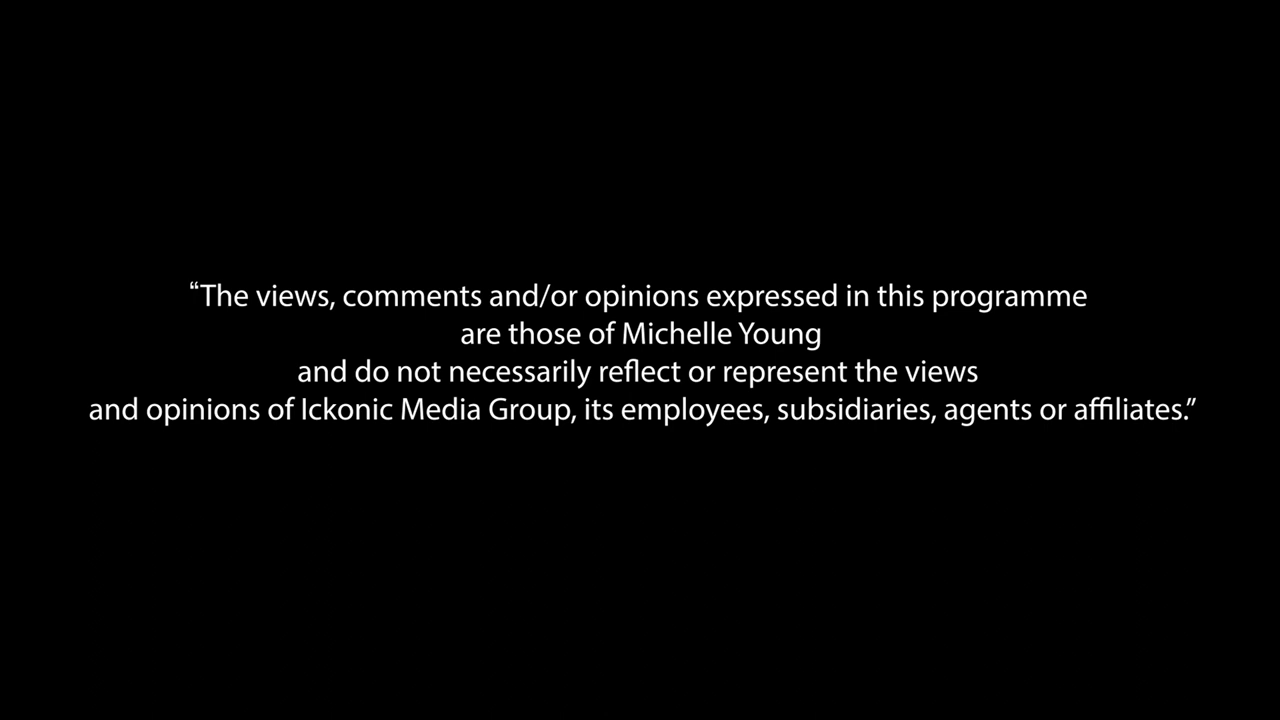 “The views, comments and/or opinions expressed in this programme
are those of Michelle Young
and do not necessarily reflect or represent the views
and opinions of Ickonic Media Group, its employees, subsidiaries, agents or affiliates.”